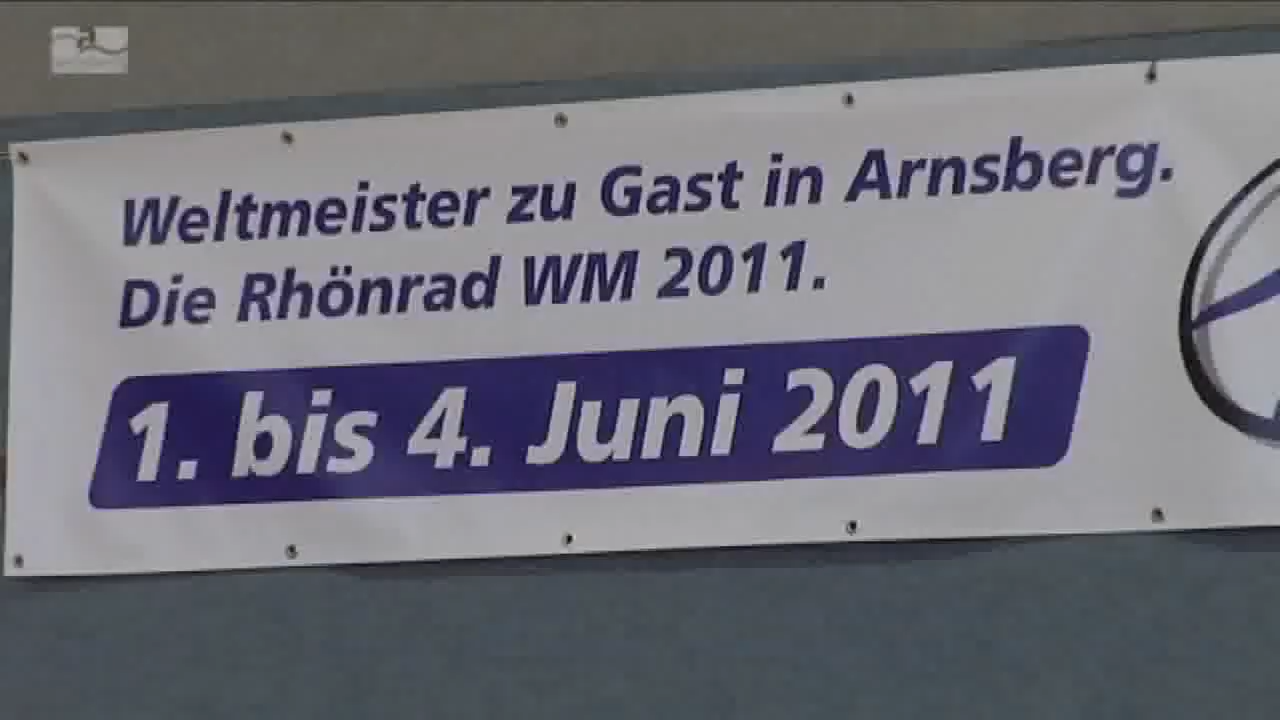 Weltmeister zu Gast in Arnsberg.
Die Rhönrad WM 2011.
1. bis 4. Juni 2011